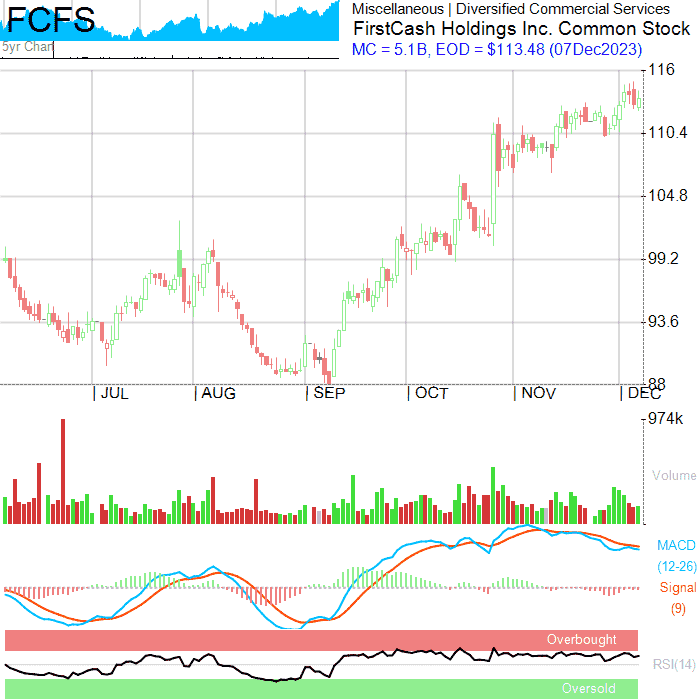 FCFS
5yr Chart
Miscellaneous | Diversified Commercial Services
FirstCash Holdings Inc. Common Stock
MC = 5.1B, EOD = $113.48 (07Dec2023)
116
110.4
104.8
99.2
93.6
88
| JUL | AUG | SEP | OCT | NOV | DEC
974k
Volume
MACD
(12-26)
Signal
(9)
Overbought
RSI(14)
Oversold